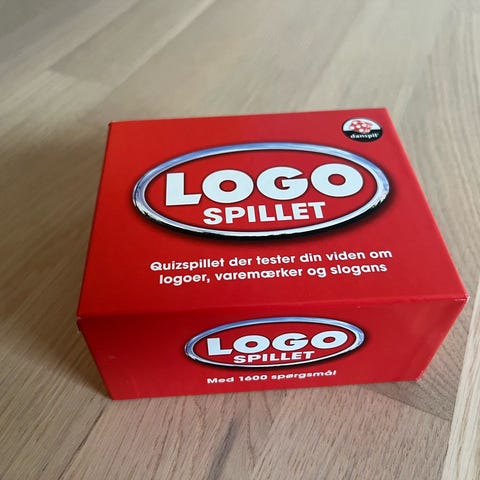 danspil
LOGO
SPILLET
Quizspillet der tester din viden om
logoer, varemærker og slogans
LOGO
SPILLET
Med 1600 spørgsmål